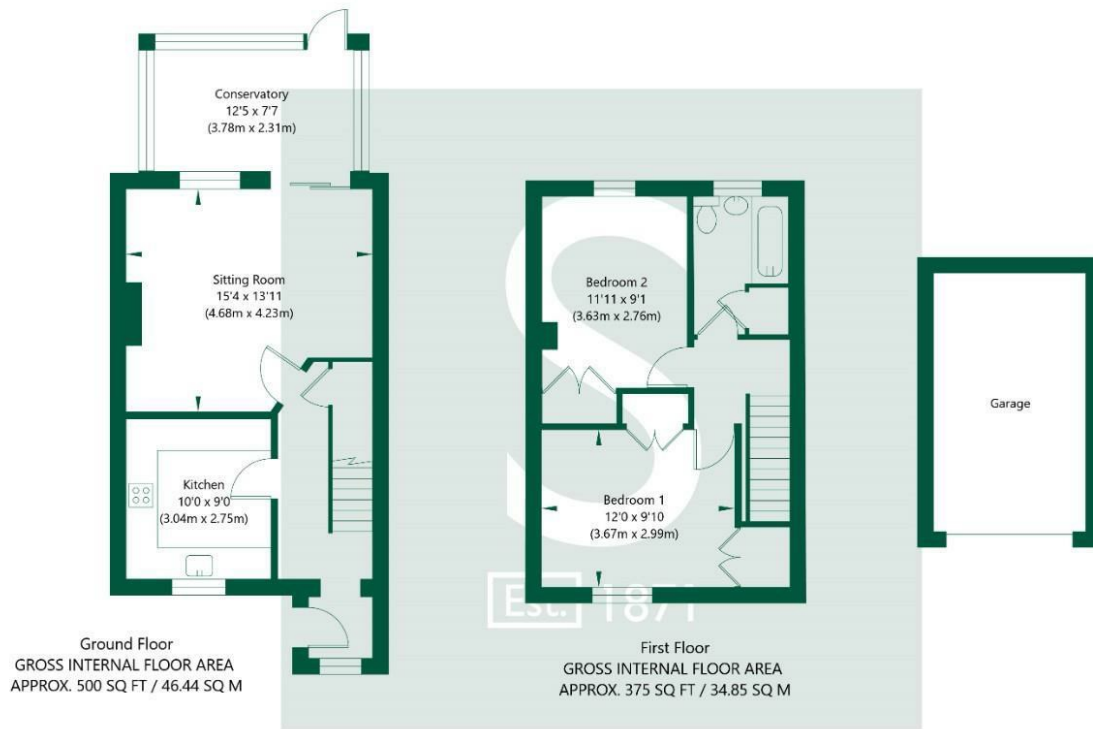 Conservatory
12'5 x 7'7
(3.78m x 2.31m)
Sitting Room
15'4 x 13'11
(4.68m x 4.23m)
Kitchen
10'0 x 9'0
(3.04m x 2.75m)
Ground Floor
GROSS INTERNAL FLOOR AREA
APPROX. 500 SQ FT / 46.44 SQ M
Bedroom 2
11'11 x 9'1
(3.63m x 2.76m)
Bedroom 1
12'0 x 9'10
(3.67m x 2.99m)
S
Est. 1871
First Floor
GROSS INTERNAL FLOOR AREA
APPROX. 375 SQ FT / 34.85 SQ M
Garage